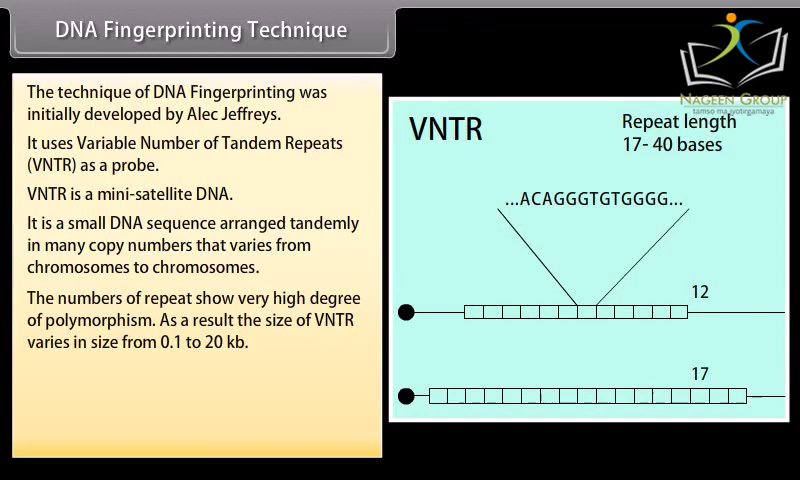 DNA Fingerprinting Technique
NAGEEN GROUP
tamso ma jyotirgamaya
The technique of DNA Fingerprinting was
initially developed by Alec Jeffreys.
It uses Variable Number of Tandem Repeats
(VNTR) as a probe.
VNTR is a mini-satellite DNA.
It is a small DNA sequence arranged tandemly
in many copy numbers that varies from
chromosomes to chromosomes.
The numbers of repeat show very high degree
of polymorphism. As a result the size of VNTR
varies in size from 0.1 to 20 kb.
VNTR
Repeat length
17- 40 bases
...ACAGGGTGTGGGG...
12
17